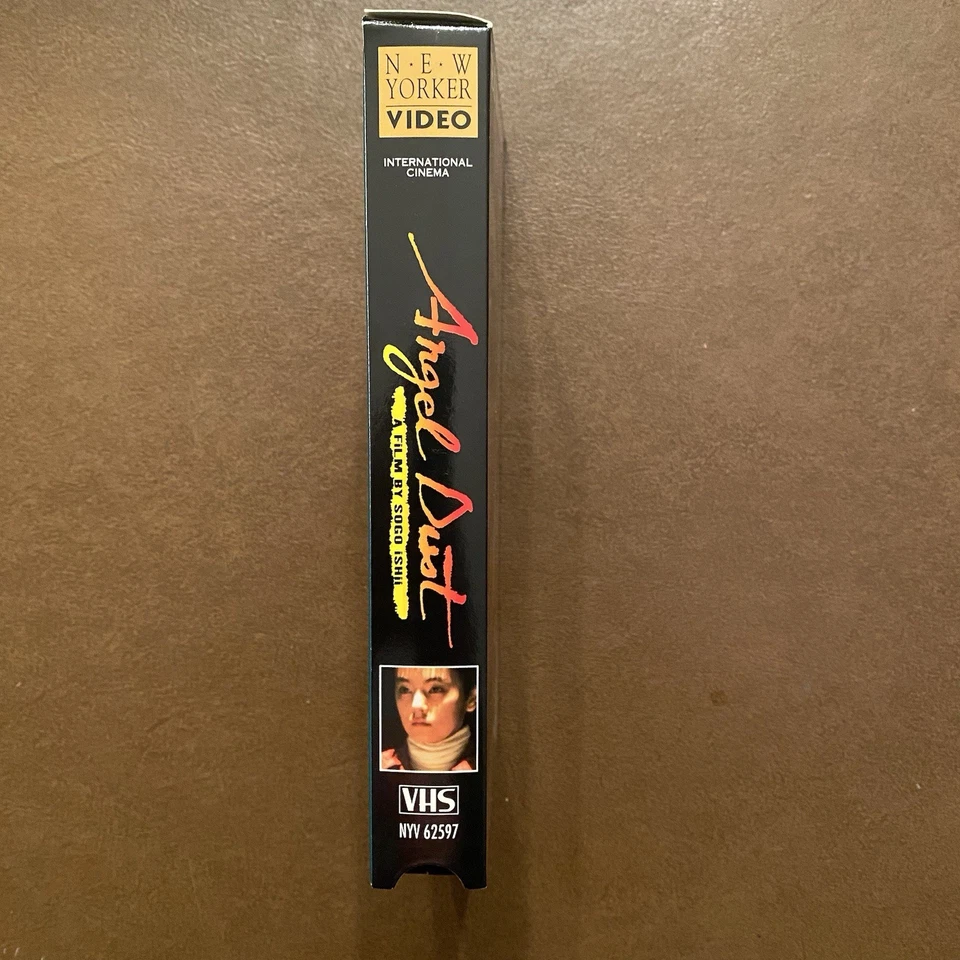 N·E·W
YORKER
VIDEO
INTERNATIONAL
CINEMA
Angel Dust
A FILM BY SOGO ISHII
VHS
NYV 62597